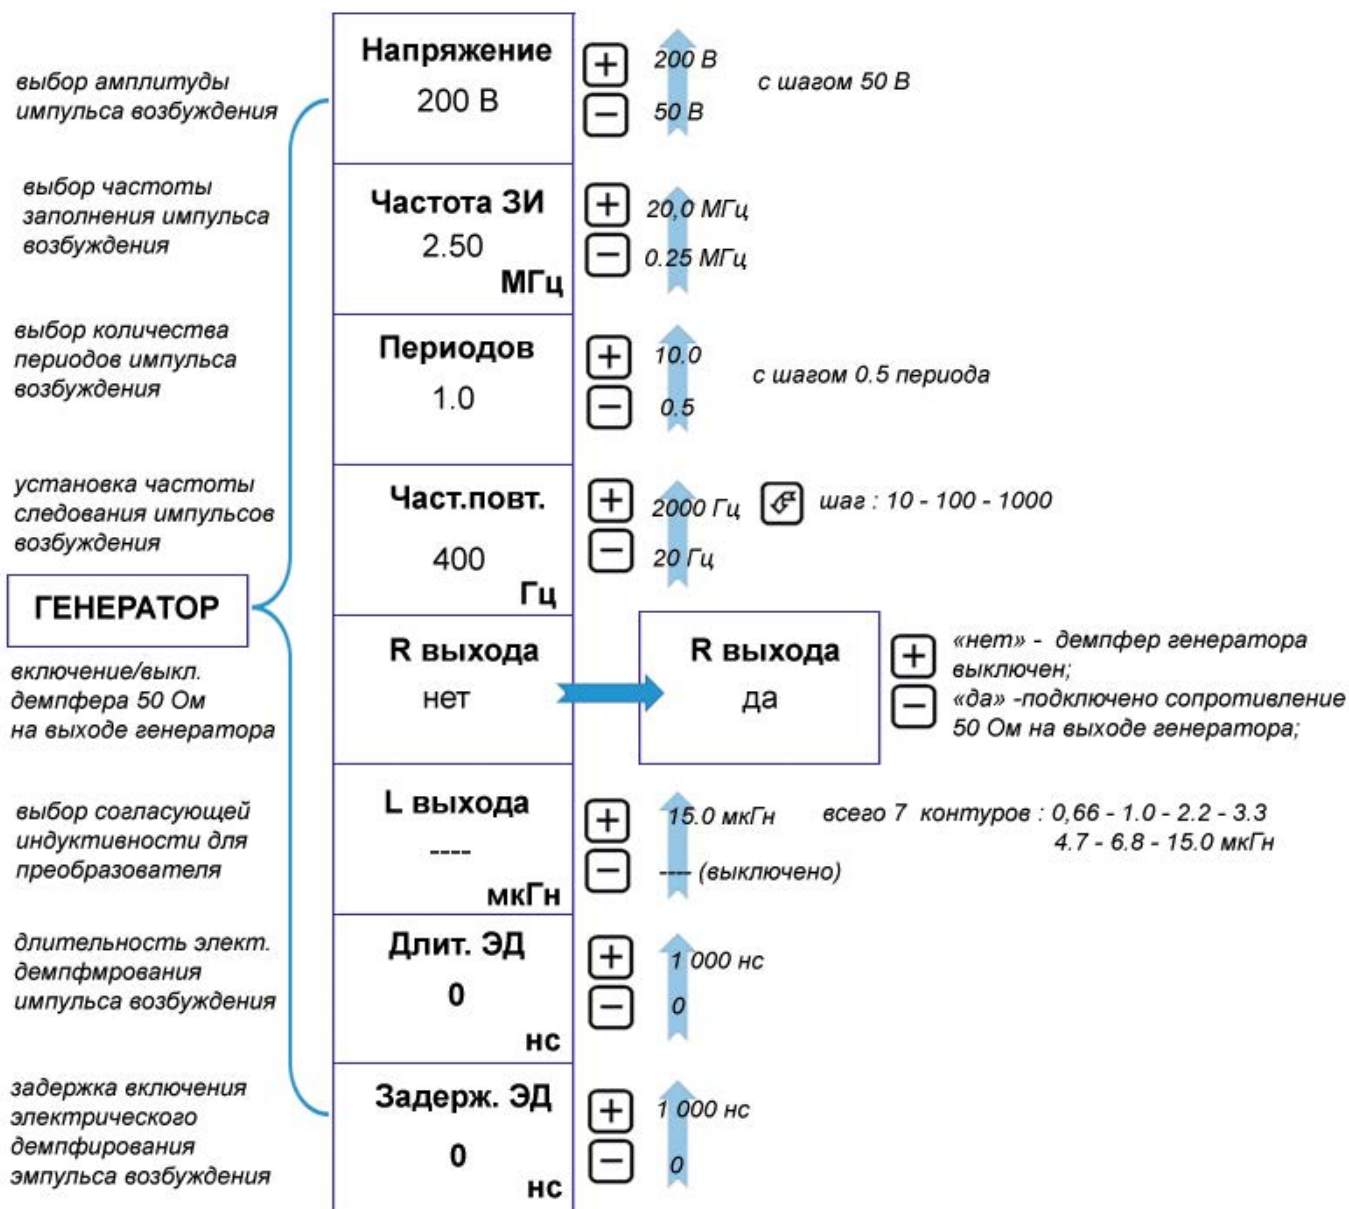 выбор амплитуды
импульса возбуждения
Напряжение
200 В
200 В
50 В
с шагом 50 В
выбор частоты
заполнения импульса
возбуждения
Частота ЗИ
2.50
МГц
20,0 МГц
0.25 МГц
выбор количества
периодов импульса
возбуждения
Периодов
1.0
10.0
0.5
с шагом 0.5 периода
установка частоты
следования импульсов
возбуждения
Част.повт.
400
Гц
2000 Гц
20 Гц
шаг : 10 - 100 - 1000
ГЕНЕРАТОР
включение/выкл.
демпфера 50 Ом
на выходе генератора
R выхода
нет
R выхода
да
«нет» - демпфер генератора
выключен;
«да» -подключено сопротивление
50 Ом на выходе генератора;
выбор согласующей
индуктивности для
преобразователя
L выхода
----
мкГн
15.0 мкГн
---- (выключено)
всего 7 контуров : 0,66 - 1.0 - 2.2 - 3.3
4.7 - 6.8 - 15.0 мкГн
длительность элект.
демпфмрования
импульса возбуждения
Длит. ЭД
0
нс
1 000 нс
0
задержка включения
электрического
демпфирования
эмпульса возбуждения
Задерж. ЭД
0
нс
1 000 нс
0